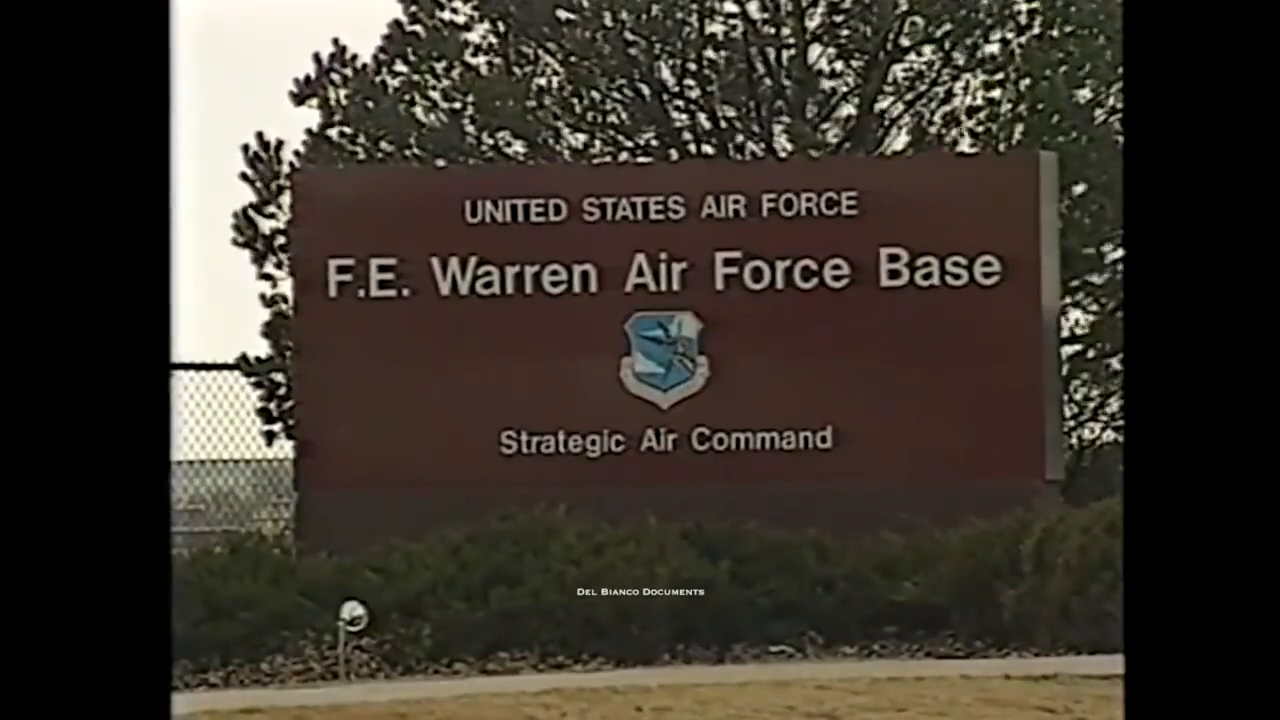 UNITED STATES AIR FORCE
F.E. Warren Air Force Base
Strategic Air Command
DEL BIANCO DOCUMENTS